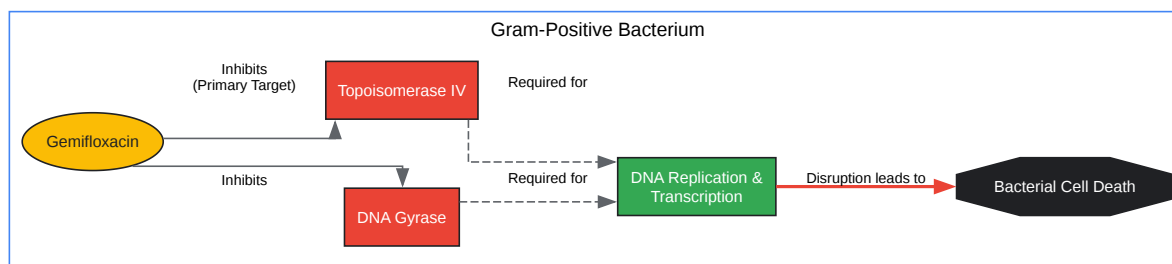 Gram-Positive Bacterium
Inhibits
(Primary Target)
Topoisomerase IV
Required for
Gemifloxacin
Inhibits
DNA Gyrase
Required for
DNA Replication &
Transcription
Disruption leads to
Bacterial Cell Death